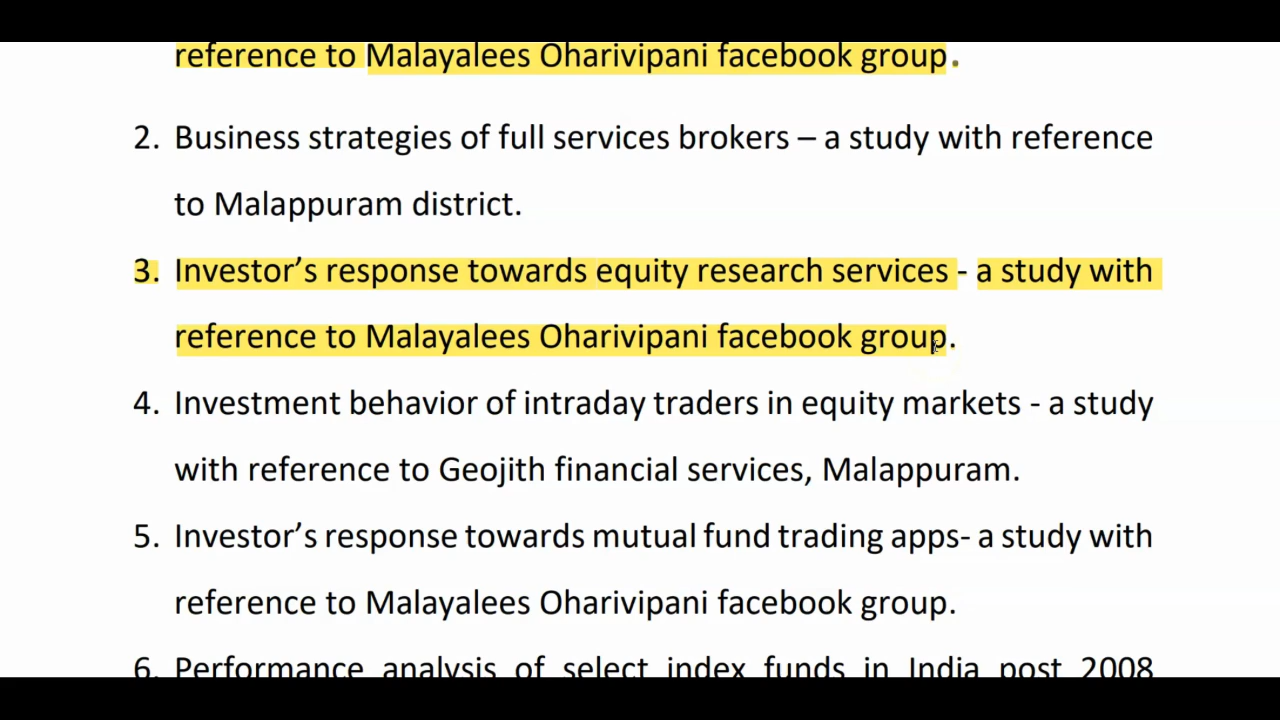 reference to Malayalees Oharivipani facebook group.
2. Business strategies of full services brokers – a study with reference
to Malappuram district.
3. Investor’s response towards equity research services - a study with
reference to Malayalees Oharivipani facebook group.
4. Investment behavior of intraday traders in equity markets - a study
with reference to Geojith financial services, Malappuram.
5. Investor’s response towards mutual fund trading apps- a study with
reference to Malayalees Oharivipani facebook group.
6. Performance analysis of select index funds in India post 2008